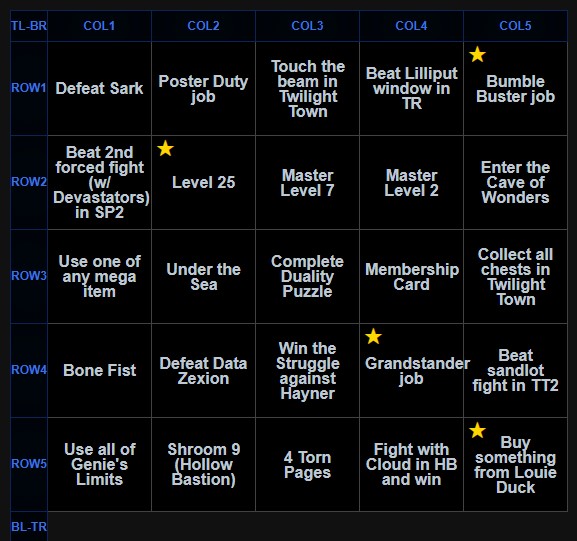 TL-BR COL1 COL2 COL3 COL4 COL5
ROW1
Defeat Sark
Poster Duty
job
Touch the
beam in
Twilight
Town
Beat Lilliput
window in
TR
Bumble
Buster job
ROW2
Beat 2nd
forced fight
(w/
Devastators)
in SP2
Level 25
Master
Level 7
Master
Level 2
Enter the
Cave of
Wonders
ROW3
Use one of
any mega
item
Under the
Sea
Complete
Duality
Puzzle
Membership
Card
Collect all
chests in
Twilight
Town
ROW4
Bone Fist
Defeat Data
Zexion
Win the
Struggle
against
Hayner
Grandstander
job
Beat
sandlot
fight in TT2
ROW5
Use all of
Genie's
Limits
Shroom 9
(Hollow
Bastion)
4 Torn
Pages
Fight with
Cloud in HB
and win
Buy
something
from Louie
Duck
BL-TR